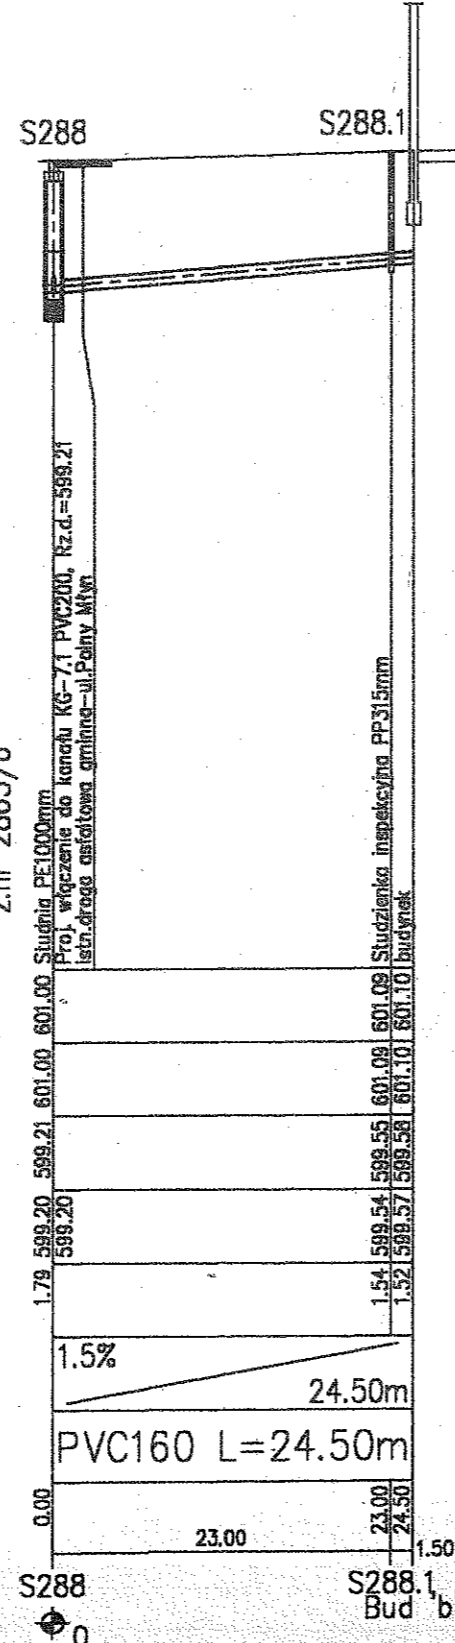 S288
S288.1
Studnia PE1000mm
Proj. włączenie do kanału KG-7.1 PVC200, Rz.d.=599.21
istn.droga asfaltowa gminna-ul.Polny Młyn
Studzienka inspekcyjna PP315mm
budynek
601.00 601.09 601.10
601.00 601.09 601.10
599.21 599.55 599.58
599.20 599.20 599.54 599.57
1.79 1.54 1.52
1.5%
24.50m
PVC160 L=24.50m
0.00 23.00 24.50
23.00 1.50
S288 S288.1
Bud
0